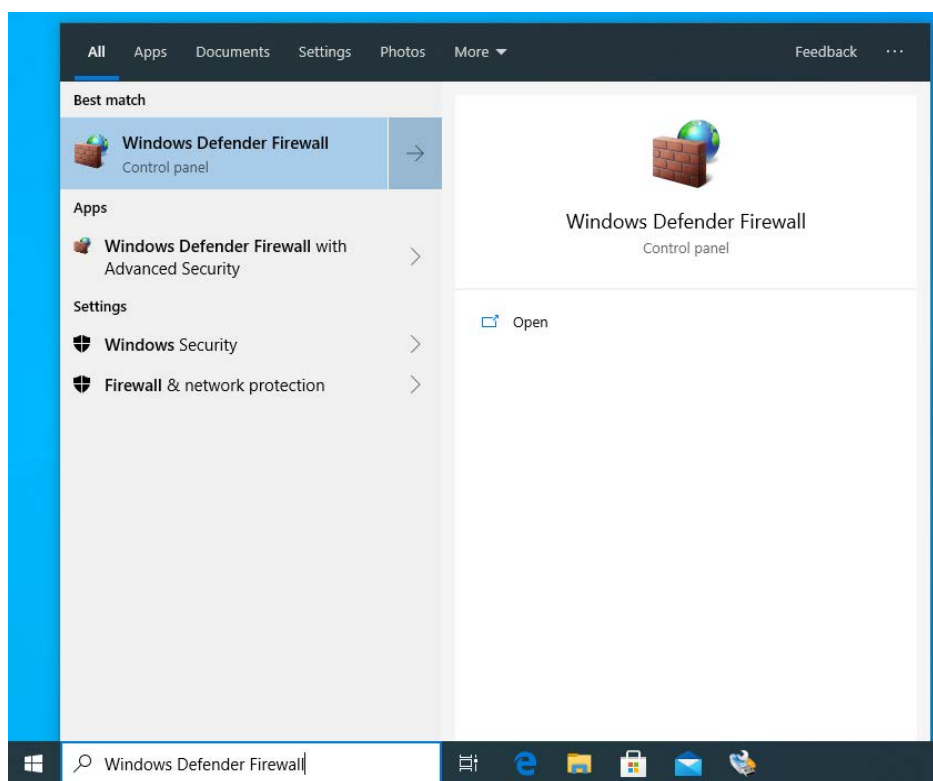 All Apps Documents Settings Photos More Feedback ...
Best match
Windows Defender Firewall
Control panel
Apps
Windows Defender Firewall with
Advanced Security
Settings
Windows Security
Firewall & network protection
Windows Defender Firewall
Control panel
Open
Windows Defender Firewall